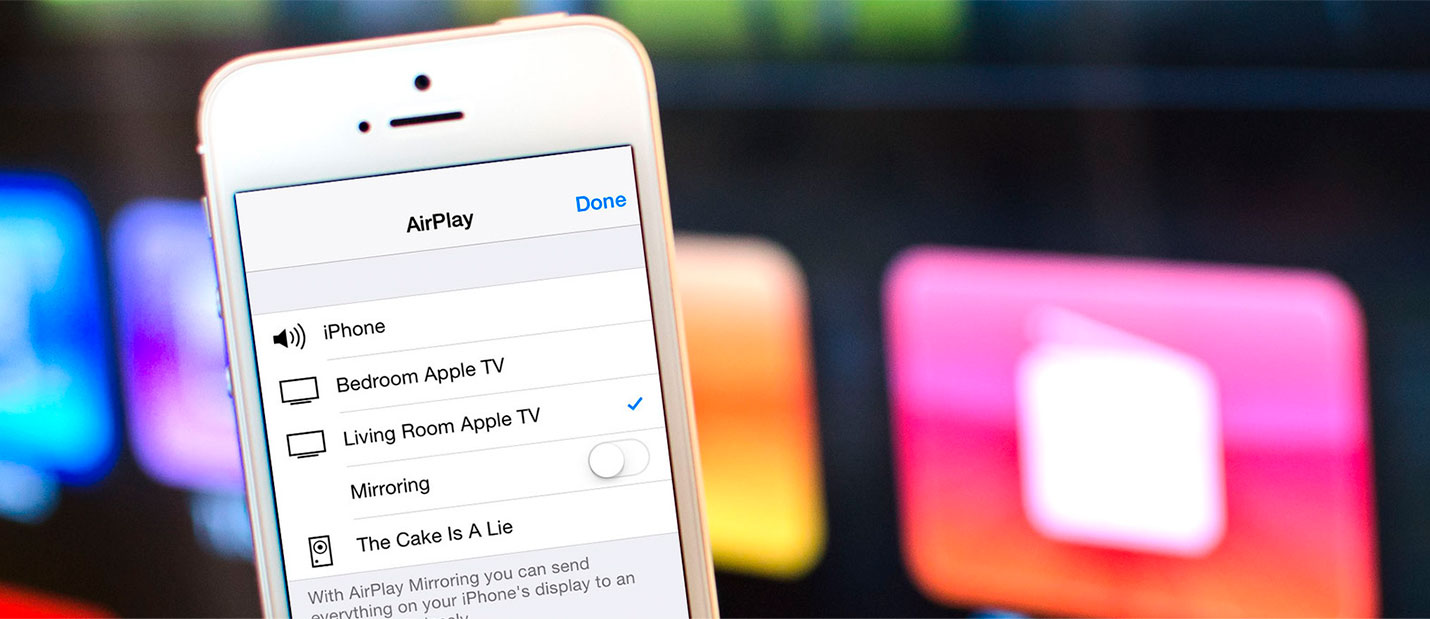 AirPlay
Done
iPhone
Bedroom Apple TV
Living Room Apple TV
Mirroring
The Cake Is A Lie
With AirPlay Mirroring you can send
everything on your iPhone's display to an